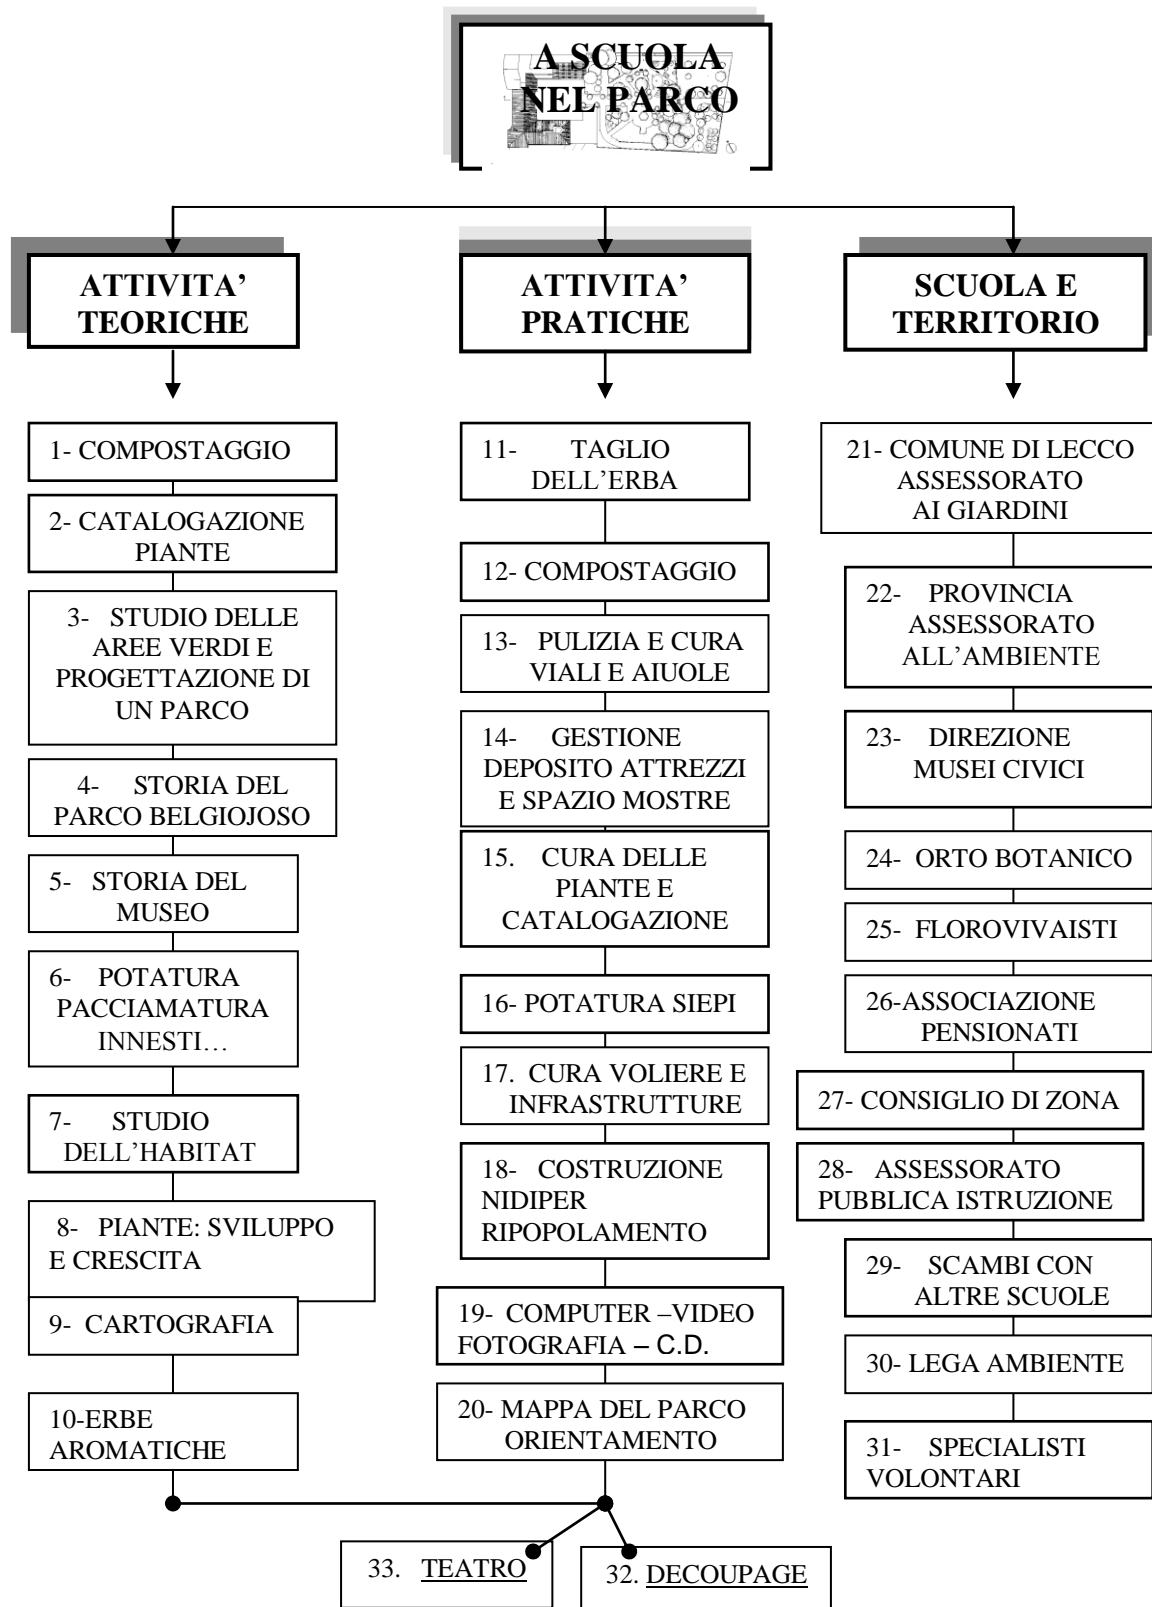 A SCUOLA
NEL PARCO
ATTIVITA’
TEORICHE
1- COMPOSTAGGIO
2- CATALOGAZIONE
PIANTE
3- STUDIO DELLE
AREE VERDI E
PROGETTAZIONE DI
UN PARCO
4- STORIA DEL
PARCO BELGIOJOSO
5- STORIA DEL
MUSEO
6- POTATURA
PACCIAMATURA
INNESTI…
7- STUDIO
DELL’HABITAT
8- PIANTE: SVILUPPO
E CRESCITA
9- CARTOGRAFIA
10-ERBE
AROMATICHE
ATTIVITA’
PRATICHE
11- TAGLIO
DELL’ERBA
12- COMPOSTAGGIO
13- PULIZIA E CURA
VIALI E AIUOLE
14- GESTIONE
DEPOSITO ATTREZZI
E SPAZIO MOSTRE
15. CURA DELLE
PIANTE E
CATALOGAZIONE
16- POTATURA SIEPI
17. CURA VOLIERE E
INFRASTRUTTURE
18- COSTRUZIONE
NIDIPER
RIPOPOLAMENTO
19- COMPUTER –VIDEO
FOTOGRAFIA – C.D.
20- MAPPA DEL PARCO
ORIENTAMENTO
SCUOLA E
TERRITORIO
21- COMUNE DI LECCO
ASSESSORATO
AI GIARDINI
22- PROVINCIA
ASSESSORATO
ALL’AMBIENTE
23- DIREZIONE
MUSEI CIVICI
24- ORTO BOTANICO
25- FLOROVIVAISTI
26-ASSOCIAZIONE
PENSIONATI
27- CONSIGLIO DI ZONA
28- ASSESSORATO
PUBBLICA ISTRUZIONE
29- SCAMBI CON
ALTRE SCUOLE
30- LEGA AMBIENTE
31- SPECIALISTI
VOLONTARI
33. TEATRO
32. DECOUPAGE